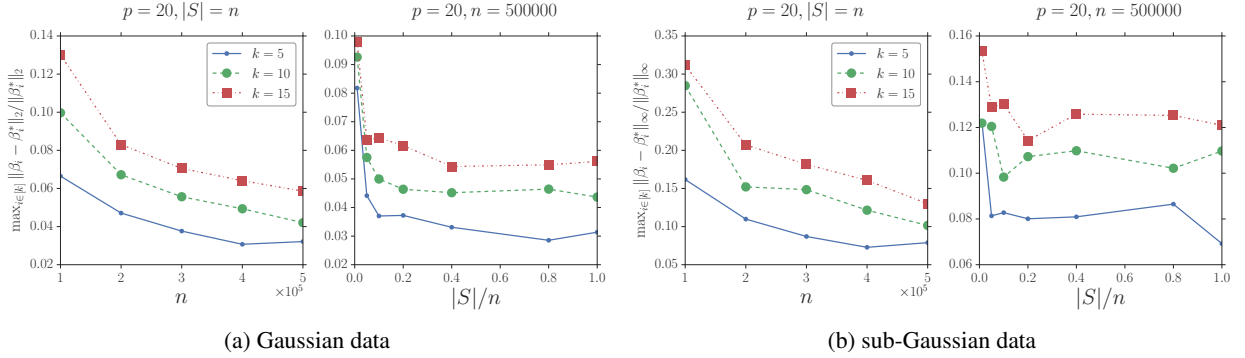 p = 20, |S| = n
max_{i∈[k]} ||β_i − β_i^*||_2/||β_i^*||_2
0.14
0.12
0.10
0.08
0.06
0.04
0.02
1 2 3 4 5
×10^5
n
k = 5
k = 10
k = 15
p = 20, n = 500000
0.10
0.09
0.08
0.07
0.06
0.05
0.04
0.03
0.02
0.0 0.2 0.4 0.6 0.8 1.0
|S|/n
(a) Gaussian data
p = 20, |S| = n
max_{i∈[k]} ||β_i − β_i^*||_∞/||β_i^*||_∞
0.35
0.30
0.25
0.20
0.15
0.10
0.05
0.00
1 2 3 4 5
×10^5
n
k = 5
k = 10
k = 15
p = 20, n = 500000
0.16
0.14
0.12
0.10
0.08
0.06
0.0 0.2 0.4 0.6 0.8 1.0
|S|/n
(b) sub-Gaussian data